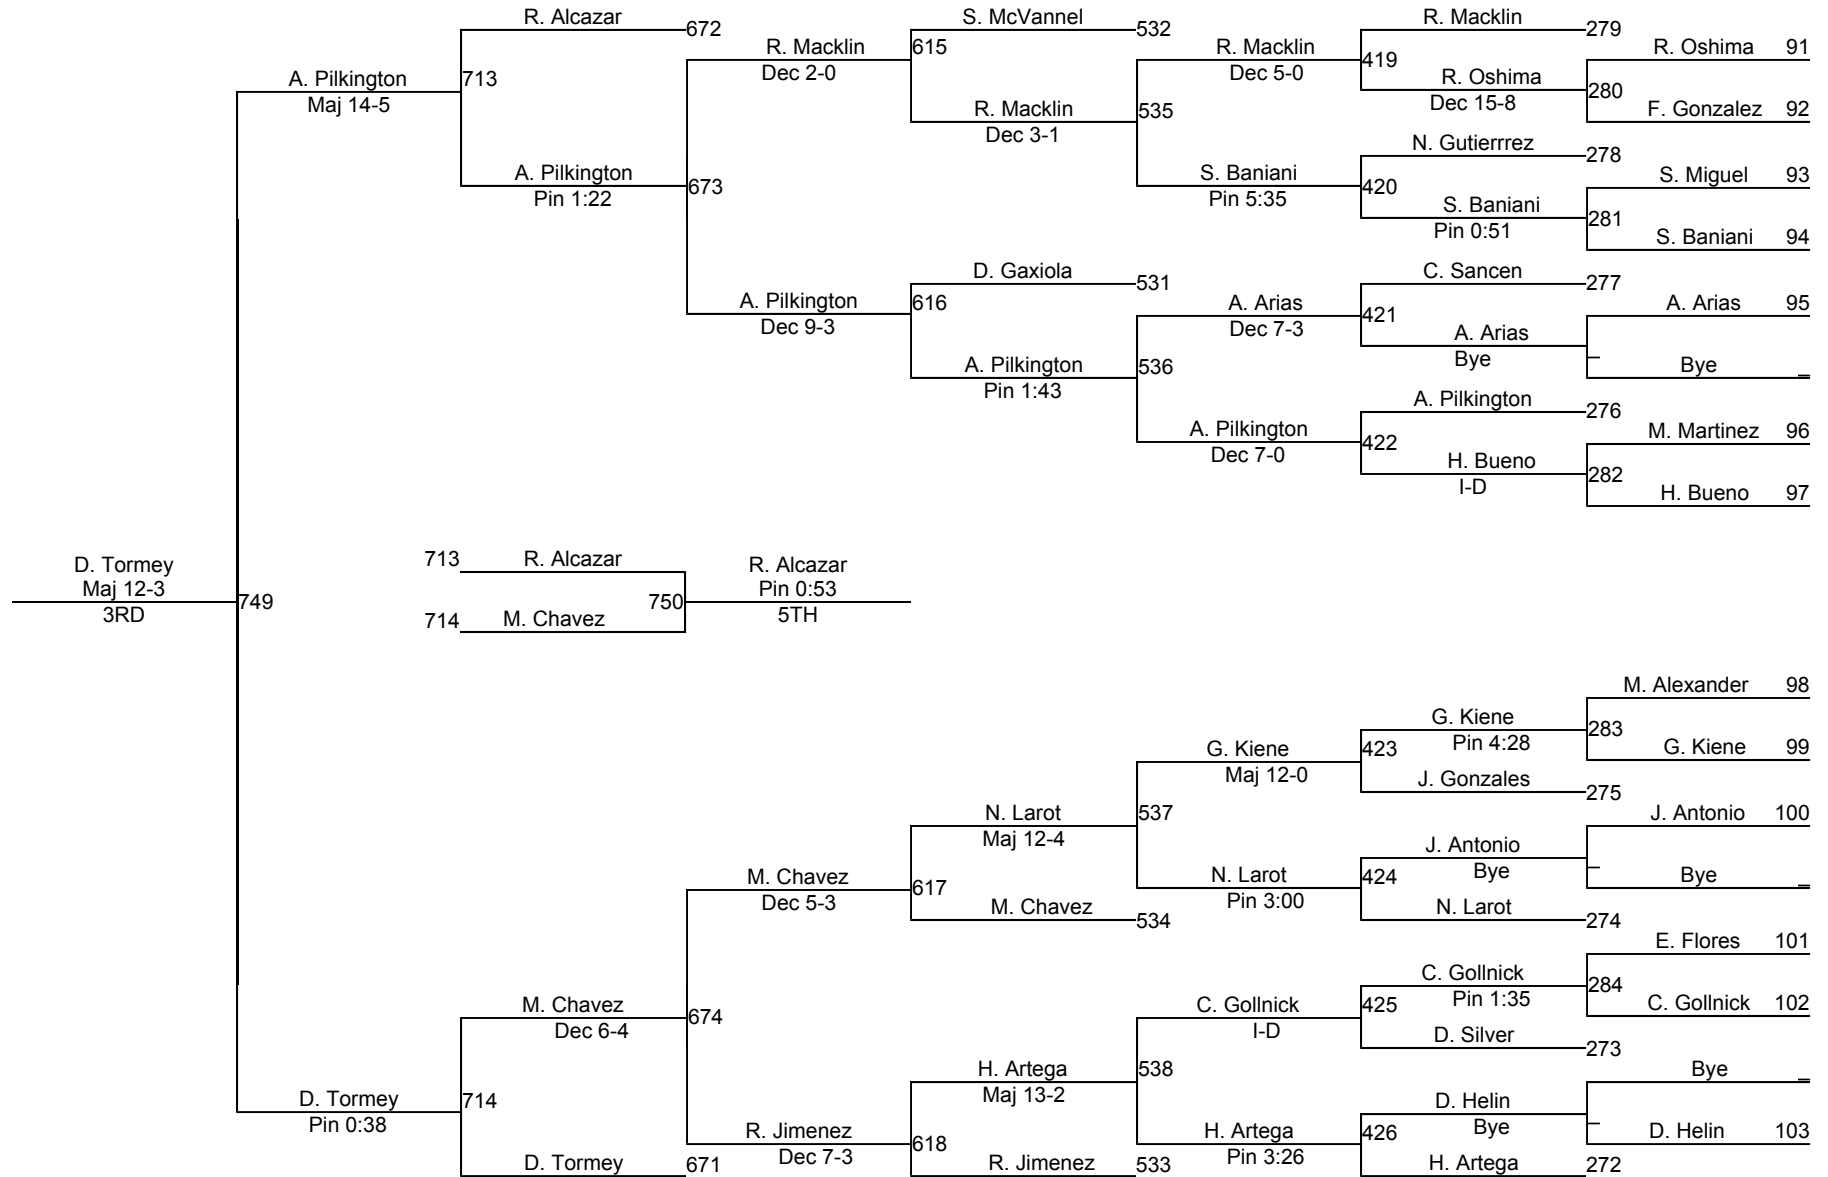 R. Alcazar
672
A. Pilkington
Maj 14-5
713
A. Pilkington
Pin 1:22
R. Macklin
Dec 2-0
673
A. Pilkington
Dec 9-3
S. McVannel
532
615
R. Macklin
Dec 3-1
D. Gaxiola
531
616
A. Pilkington
Pin 1:43
R. Macklin
Dec 5-0
535
S. Baniani
Pin 5:35
A. Arias
Dec 7-3
536
A. Pilkington
Dec 7-0
R. Macklin
279
419
R. Oshima
Dec 15-8
N. Gutierrrez
278
420
S. Baniani
Pin 0:51
C. Sancen
277
421
A. Arias
Bye
A. Pilkington
276
422
H. Bueno
I-D
R. Oshima 91
280
F. Gonzalez 92
S. Miguel 93
281
S. Baniani 94
A. Arias 95
_
Bye _
M. Martinez 96
282
H. Bueno 97
D. Tormey
Maj 12-3
3RD
749
713 R. Alcazar
714 M. Chavez
750
R. Alcazar
Pin 0:53
5TH
D. Tormey
Pin 0:38
714
M. Chavez
Dec 6-4
D. Tormey
671
M. Chavez
Dec 5-3
674
R. Jimenez
Dec 7-3
N. Larot
Maj 12-4
617
M. Chavez
534
H. Artega
Maj 13-2
618
R. Jimenez
533
G. Kiene
Maj 12-0
537
N. Larot
Pin 3:00
C. Gollnick
I-D
538
H. Artega
Pin 3:26
G. Kiene
Pin 4:28
423
J. Gonzales
275
J. Antonio
Bye
424
N. Larot
274
C. Gollnick
Pin 1:35
425
D. Silver
273
D. Helin
Bye
426
H. Artega
272
M. Alexander 98
283
G. Kiene 99
J. Antonio 100
_
Bye _
E. Flores 101
284
C. Gollnick 102
Bye _
_
D. Helin 103